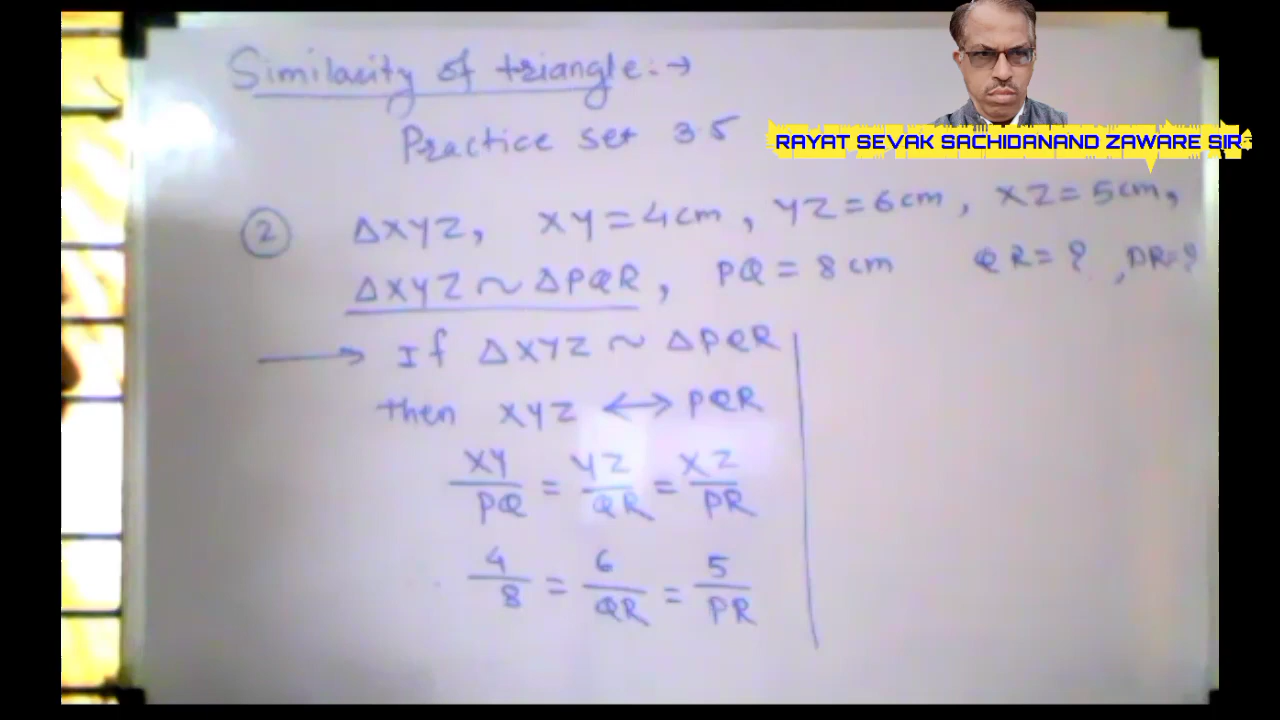 Similarity of triangle:→
Practice set 3.5
RAYAT SEVAK SACHIDANAND ZAWARE SIR
② ΔXYZ, XY=4cm, YZ=6cm, XZ=5cm,
ΔXYZ ~ ΔPQR, PQ = 8cm QR=?, PR=?
→ If ΔXYZ ~ ΔPQR
then XYZ ↔ PQR
XY/PQ = YZ/QR = XZ/PR
4/8 = 6/QR = 5/PR